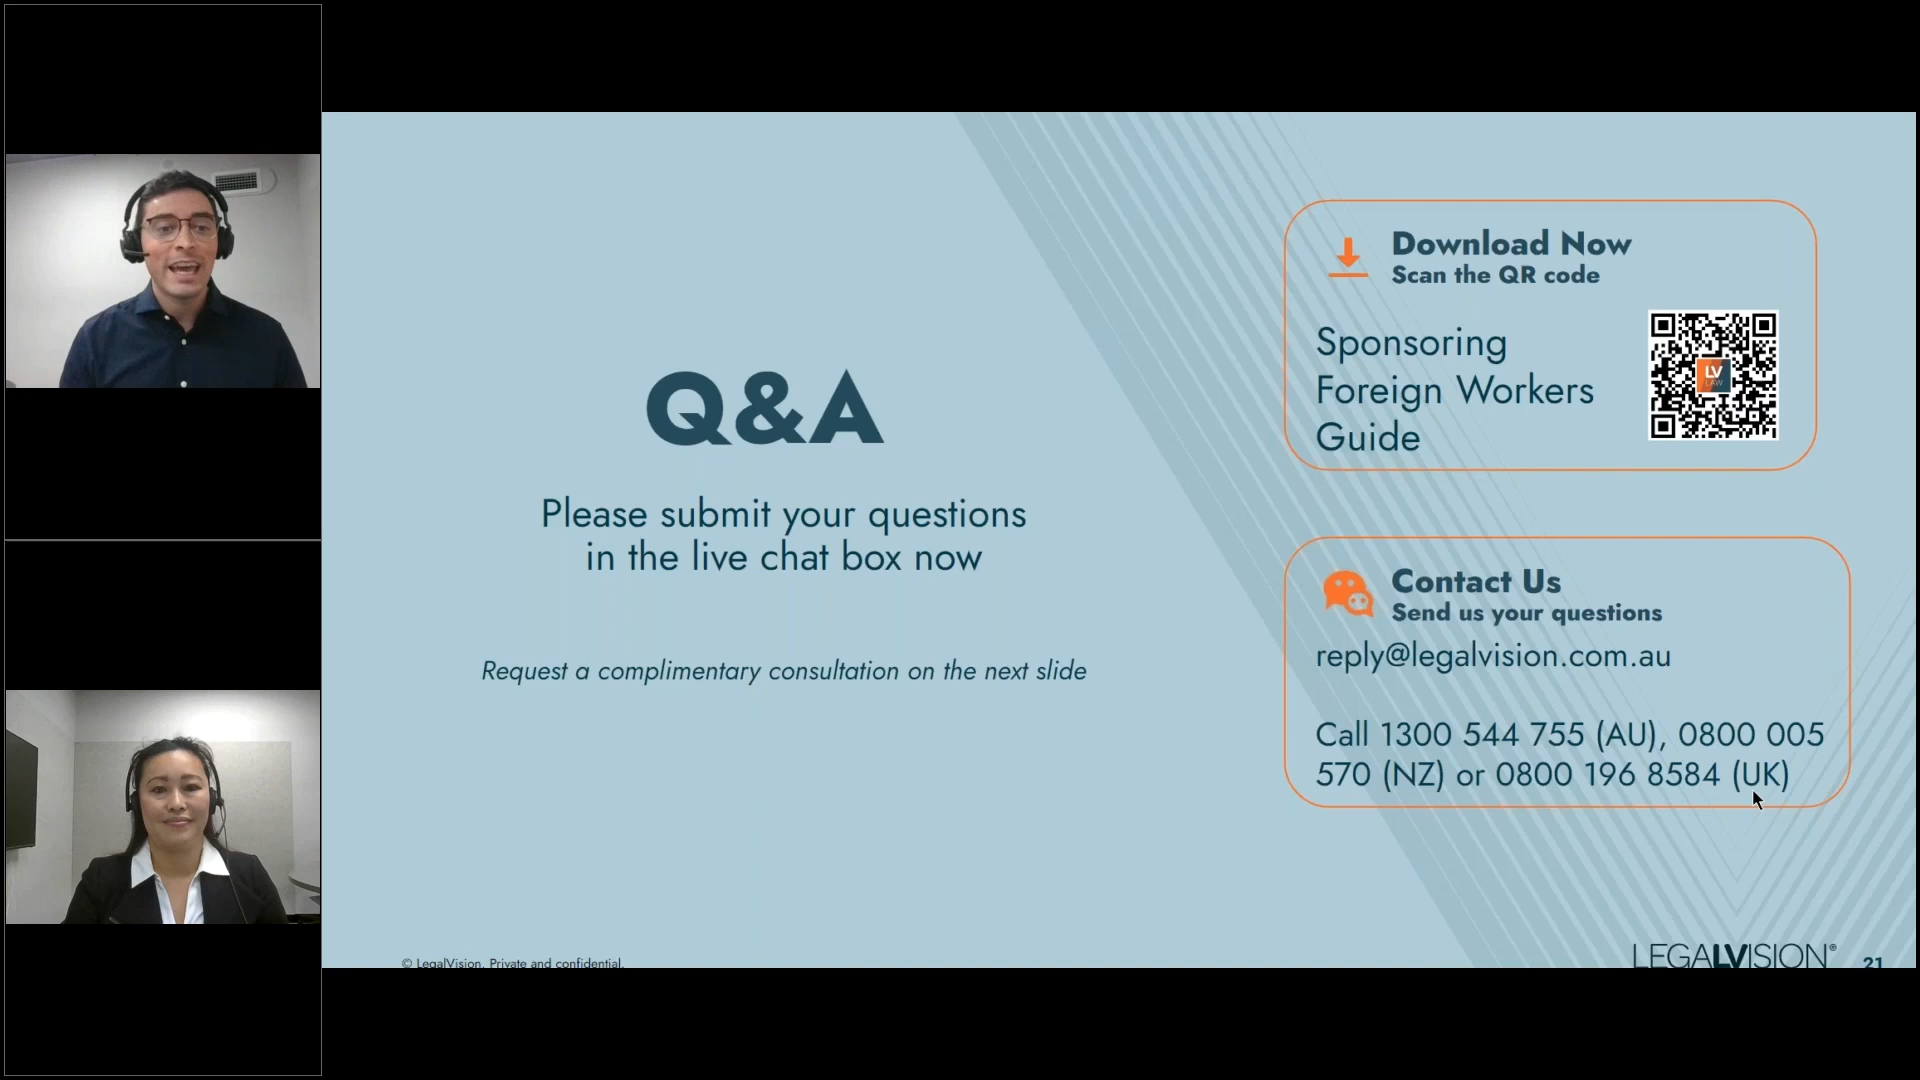 Q&A
Please submit your questions
in the live chat box now
Request a complimentary consultation on the next slide
Download Now
Scan the QR code
Sponsoring
Foreign Workers
Guide
LV
LAW
Contact Us
Send us your questions
reply@legalvision.com.au
Call 1300 544 755 (AU), 0800 005
570 (NZ) or 0800 196 8584 (UK)
© LegalVision. Private and confidential.
LEGALVISION®
21